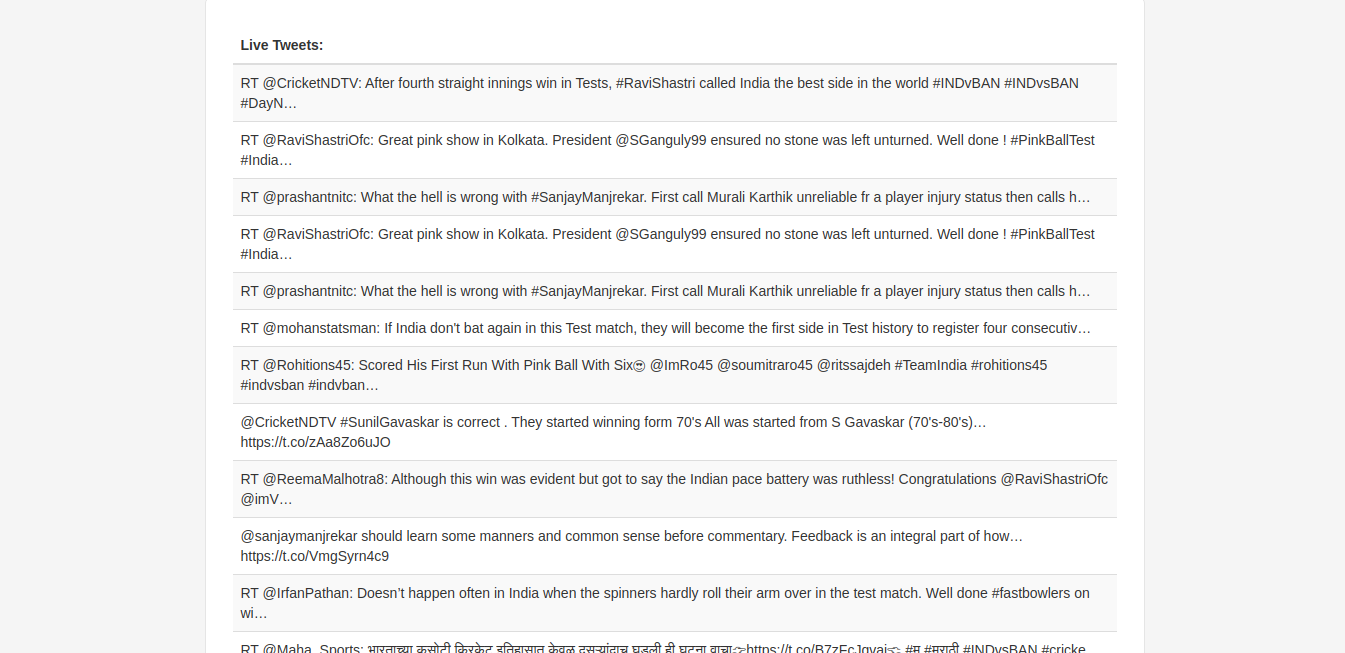 Live Tweets:
RT @CricketNDTV: After fourth straight innings win in Tests, #RaviShastri called India the best side in the world #INDvBAN #INDvsBAN
#DayN…
RT @RaviShastriOfc: Great pink show in Kolkata. President @SGanguly99 ensured no stone was left unturned. Well done ! #PinkBallTest
#India…
RT @prashantnitc: What the hell is wrong with #SanjayManjrekar. First call Murali Karthik unreliable fr a player injury status then calls h…
RT @RaviShastriOfc: Great pink show in Kolkata. President @SGanguly99 ensured no stone was left unturned. Well done ! #PinkBallTest
#India…
RT @prashantnitc: What the hell is wrong with #SanjayManjrekar. First call Murali Karthik unreliable fr a player injury status then calls h…
RT @mohanstatsman: If India don't bat again in this Test match, they will become the first side in Test history to register four consecutiv…
RT @Rohitions45: Scored His First Run With Pink Ball With Six😍 @ImRo45 @soumitraro45 @ritssajdeh #TeamIndia #rohitions45
#indvsban #indvban…
@CricketNDTV #SunilGavaskar is correct . They started winning form 70's All was started from S Gavaskar (70's-80's)…
https://t.co/zAa8Zo6uJO
RT @ReemaMalhotra8: Although this win was evident but got to say the Indian pace battery was ruthless! Congratulations @RaviShastriOfc
@imV…
@sanjaymanjrekar should learn some manners and common sense before commentary. Feedback is an integral part of how…
https://t.co/VmgSyrn4c9
RT @IrfanPathan: Doesn’t happen often in India when the spinners hardly roll their arm over in the test match. Well done #fastbowlers on
wi…
RT @Maha_Sports: भारताच्या कसोटी क्रिकेट इतिहासात केवळ दुसऱ्यांदाच घडली ही घटना वाचा #म #मराठी #INDvsBAN #cricke